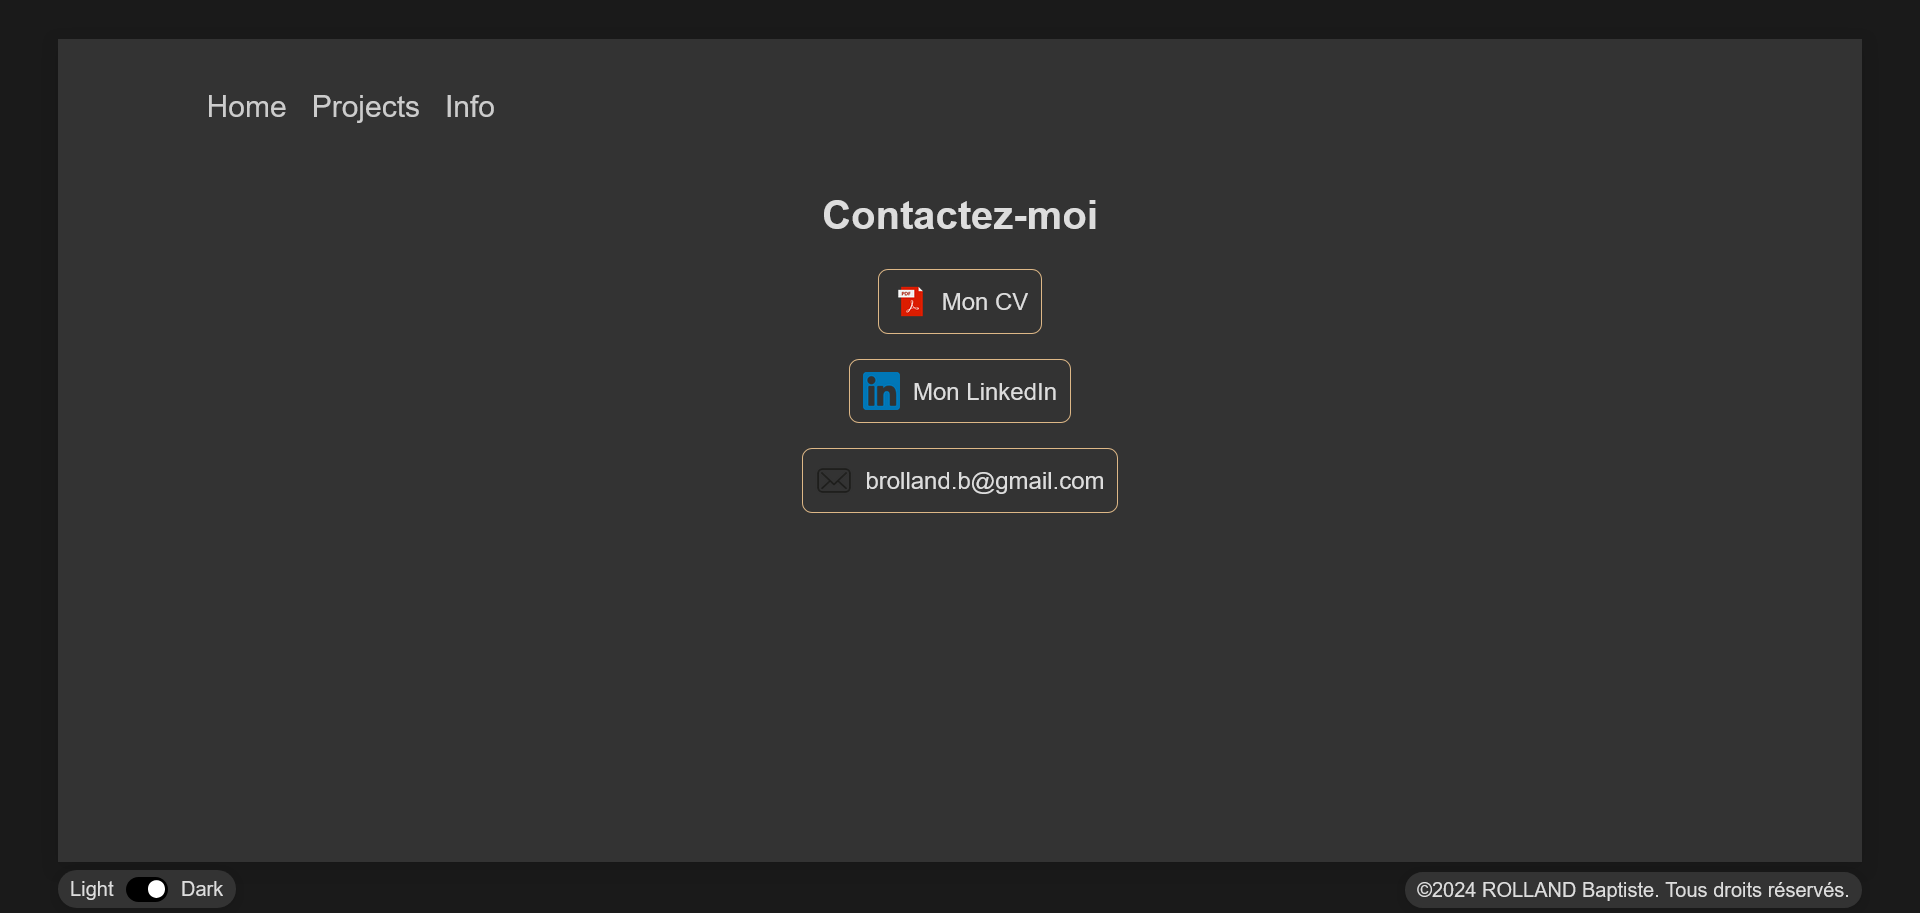 Home Projects Info
Contactez-moi
PDF
Mon CV
in
Mon LinkedIn
brolland.b@gmail.com
Light Dark
©2024 ROLLAND Baptiste. Tous droits réservés.